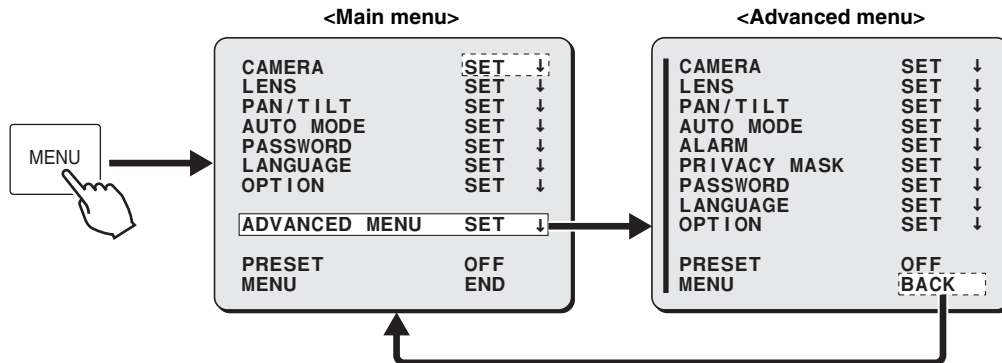 <Main menu>
CAMERA SET ↓
LENS SET ↓
PAN/TILT SET ↓
AUTO MODE SET ↓
PASSWORD SET ↓
LANGUAGE SET ↓
OPTION SET ↓
ADVANCED MENU SET ↓
PRESET OFF
MENU END
<Advanced menu>
CAMERA SET ↓
LENS SET ↓
PAN/TILT SET ↓
AUTO MODE SET ↓
ALARM SET ↓
PRIVACY MASK SET ↓
PASSWORD SET ↓
LANGUAGE SET ↓
OPTION SET ↓
PRESET OFF
MENU BACK
MENU